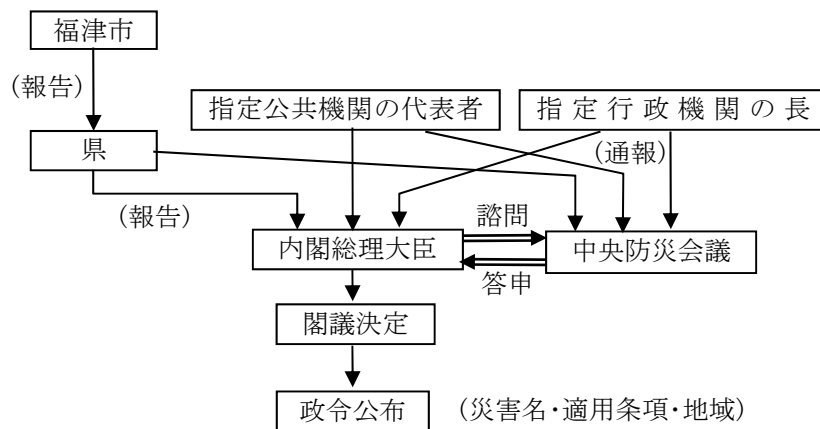 福津市
(報告)
指定公共機関の代表者
指定行政機関の長
県
(通報)
(報告)
諮問
内閣総理大臣
中央防災会議
答申
閣議決定
政令公布
(災害名・適用条項・地域)